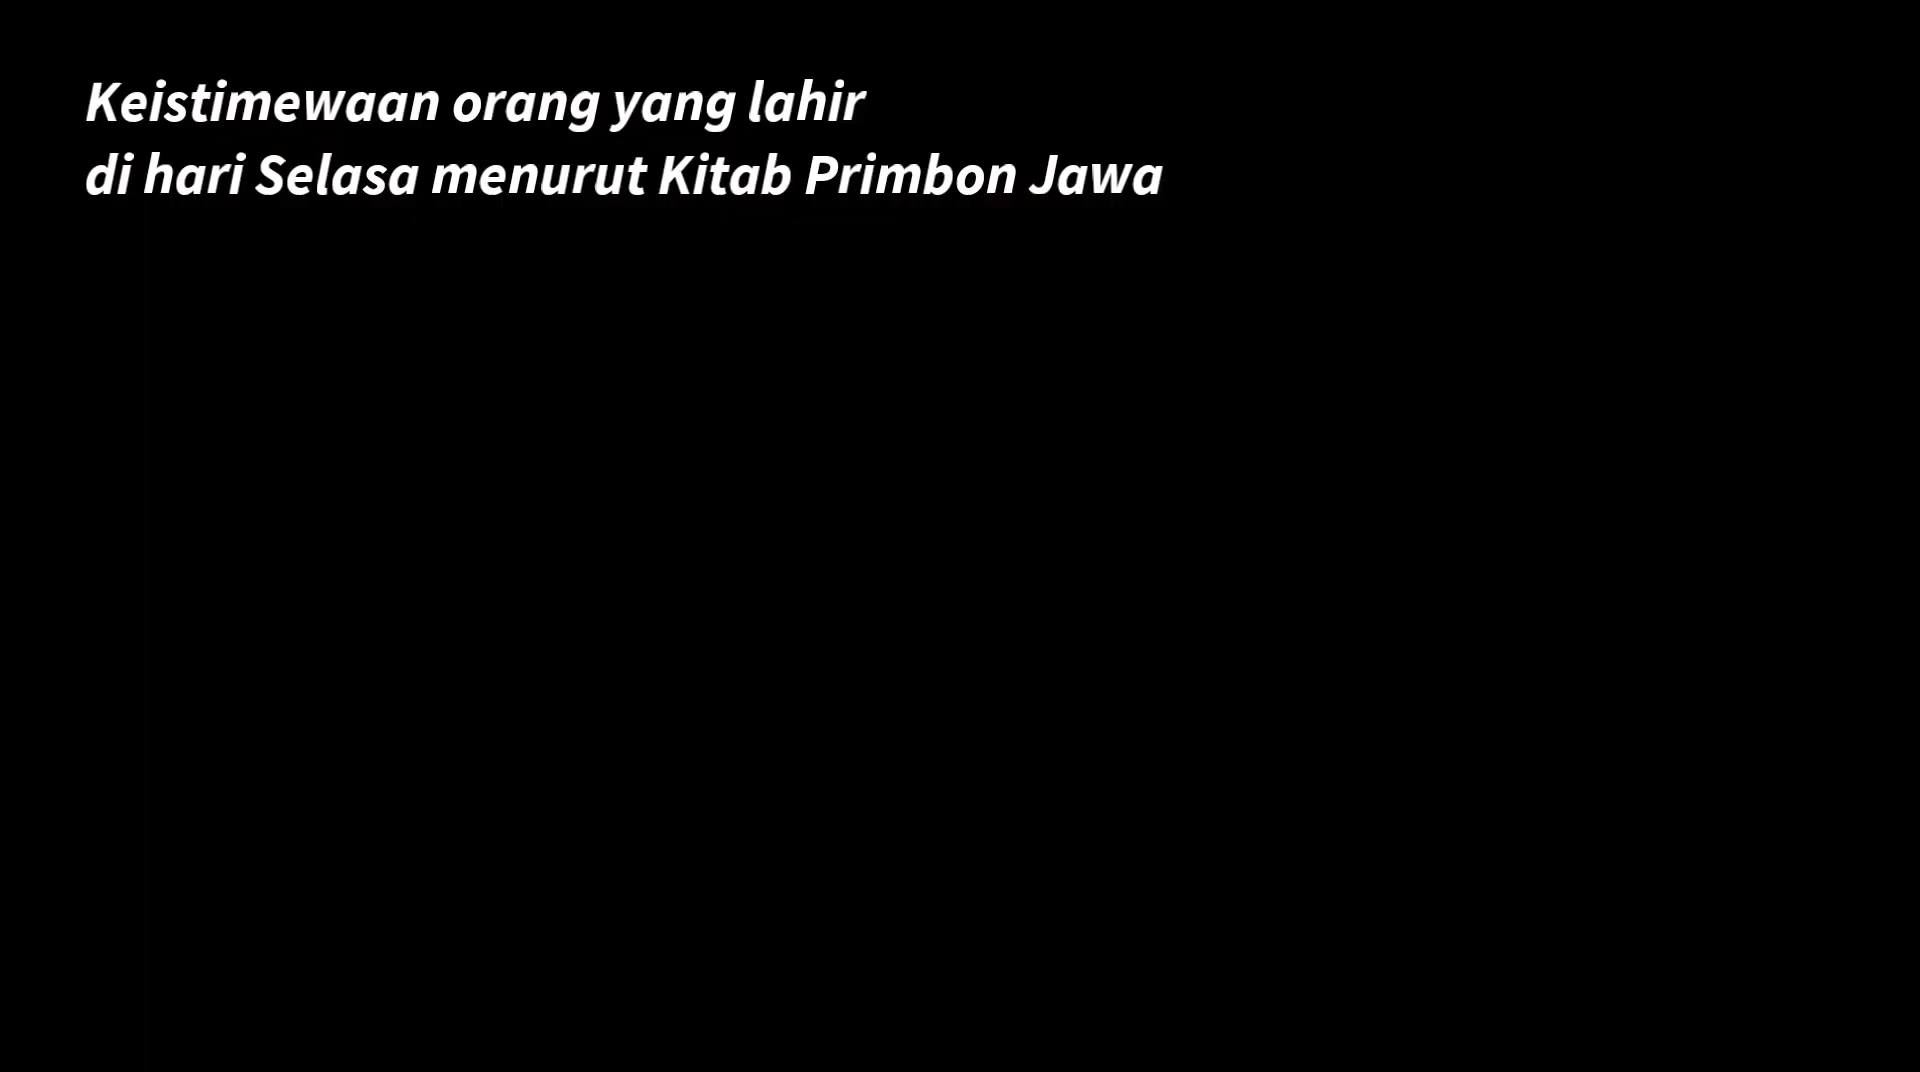 Keistimewaan orang yang lahir
di hari Selasa menurut Kitab Primbon Jawa